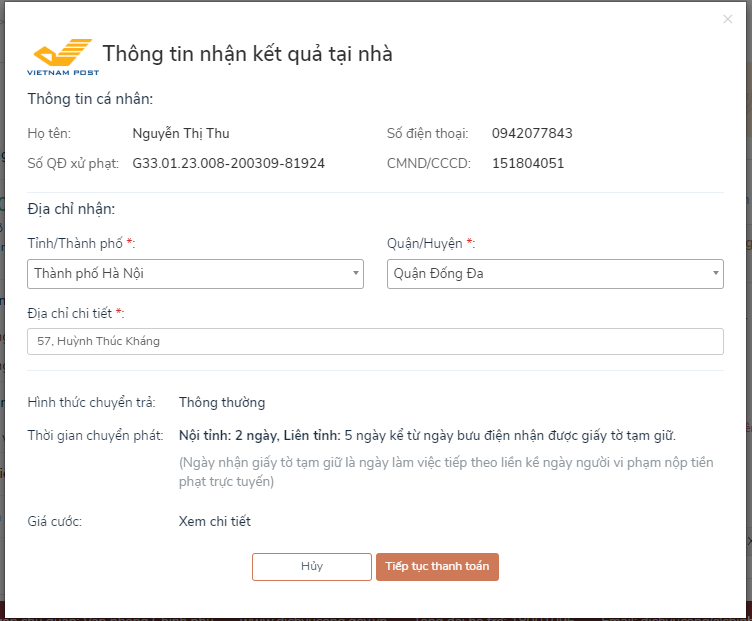 ×
VIETNAM POST
Thông tin nhận kết quả tại nhà
Thông tin cá nhân:
Họ tên: Nguyễn Thị Thu Số điện thoại: 0942077843
Số QĐ xử phạt: G33.01.23.008-200309-81924 CMND/CCCD: 151804051
Địa chỉ nhận:
Tỉnh/Thành phố *: Quận/Huyện *:
Thành phố Hà Nội Quận Đống Đa
Địa chỉ chi tiết *:
57, Huỳnh Thúc Kháng
Hình thức chuyển trả: Thông thường
Thời gian chuyển phát: Nội tỉnh: 2 ngày, Liên tỉnh: 5 ngày kể từ ngày bưu điện nhận được giấy tờ tạm giữ.
(Ngày nhận giấy tờ tạm giữ là ngày làm việc tiếp theo liền kề ngày người vi phạm nộp tiền
phạt trực tuyến)
Giá cước: Xem chi tiết
Hủy Tiếp tục thanh toán